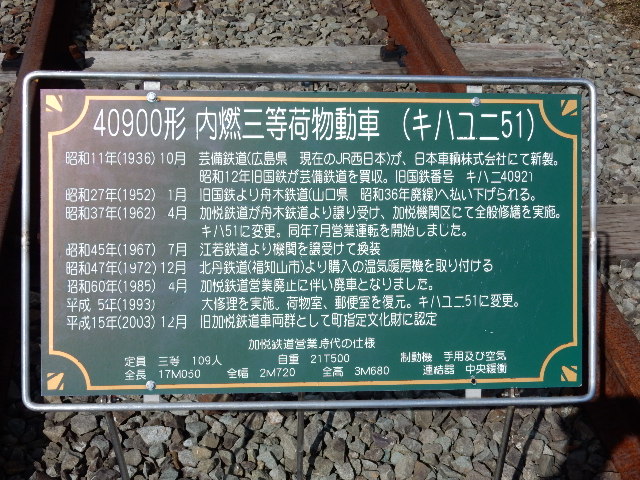 40900形 内燃三等荷物動車 （キハユニ51）
昭和11年(1936) 10月 芸備鉄道(広島県 現在のJR西日本)が、日本車輌株式会社にて新製。
昭和12年旧国鉄が芸備鉄道を買収。旧国鉄番号 キハニ40921
昭和27年(1952) 1月 旧国鉄より舟木鉄道(山口県 昭和36年廃線)へ払い下げられる。
昭和37年(1962) 4月 加悦鉄道が舟木鉄道より譲り受け、加悦機関区にて全般修繕を実施。
キハ51に変更。同年7月営業運転を開始しました。
昭和45年(1967) 7月 江若鉄道より機関を譲受けて換装
昭和47年(1972) 12月 北丹鉄道(福知山市)より購入の温気暖房機を取り付ける
昭和60年(1985) 4月 加悦鉄道営業廃止に伴い廃車となりました。
平成 5年(1993) 大修理を実施。荷物室、郵便室を復元。キハユニ51に変更。
平成15年(2003) 12月 旧加悦鉄道車両群として町指定文化財に認定
加悦鉄道営業時代の仕様
定員 三等 109人 自重 21T500 制動機 手用及び空気
全長 17M050 全幅 2M720 全高 3M680 連結器 中央緩衝